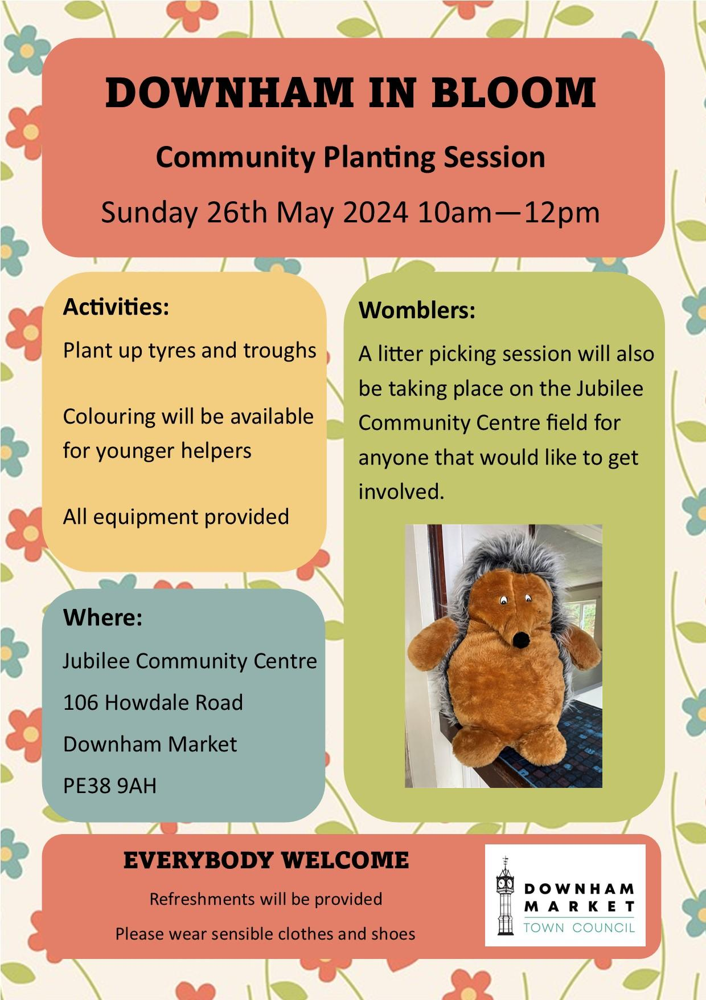 DOWNHAM IN BLOOM
Community Planting Session
Sunday 26th May 2024 10am—12pm
Activities:
Plant up tyres and troughs
Colouring will be available
for younger helpers
All equipment provided
Where:
Jubilee Community Centre
106 Howdale Road
Downham Market
PE38 9AH
Womblers:
A litter picking session will also
be taking place on the Jubilee
Community Centre field for
anyone that would like to get
involved.
EVERYBODY WELCOME
Refreshments will be provided
Please wear sensible clothes and shoes
DOWNHAM
MARKET
TOWN COUNCIL